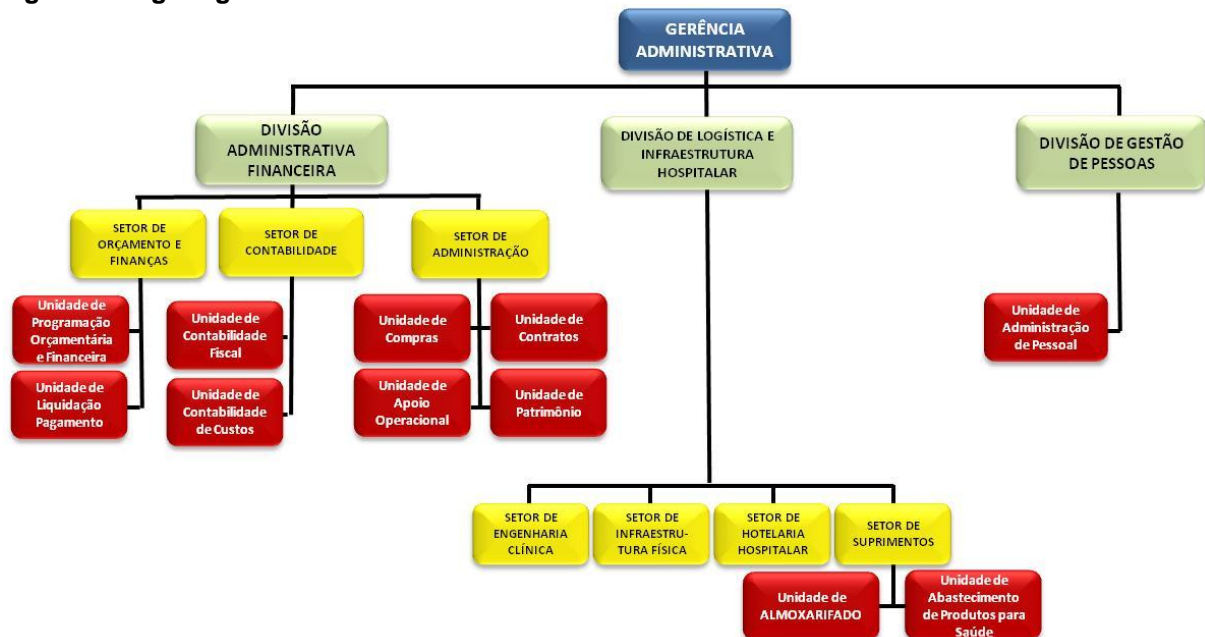 GERÊNCIA
ADMINISTRATIVA
DIVISÃO
ADMINISTRATIVA
FINANCEIRA
DIVISÃO DE LOGÍSTICA E
INFRAESTRUTURA
HOSPITALAR
DIVISÃO DE GESTÃO
DE PESSOAS
SETOR DE
ORÇAMENTO E
FINANÇAS
SETOR DE
CONTABILIDADE
SETOR DE
ADMINISTRAÇÃO
Unidade de
Programação
Orçamentária
e Financeira
Unidade de
Contabilidade
Fiscal
Unidade de
Compras
Unidade de
Contratos
Unidade de
Administração
de Pessoal
Unidade de
Liquidação
Pagamento
Unidade de
Contabilidade
de Custos
Unidade de
Apoio
Operacional
Unidade de
Patrimônio
SETOR DE
ENGENHARIA
CLÍNICA
SETOR DE
INFRAESTRU-
TURA FÍSICA
SETOR DE
HOTELARIA
HOSPITALAR
SETOR DE
SUPRIMENTOS
Unidade de
ALMOXARIFADO
Unidade de
Abastecimento
de Produtos para
Saúde